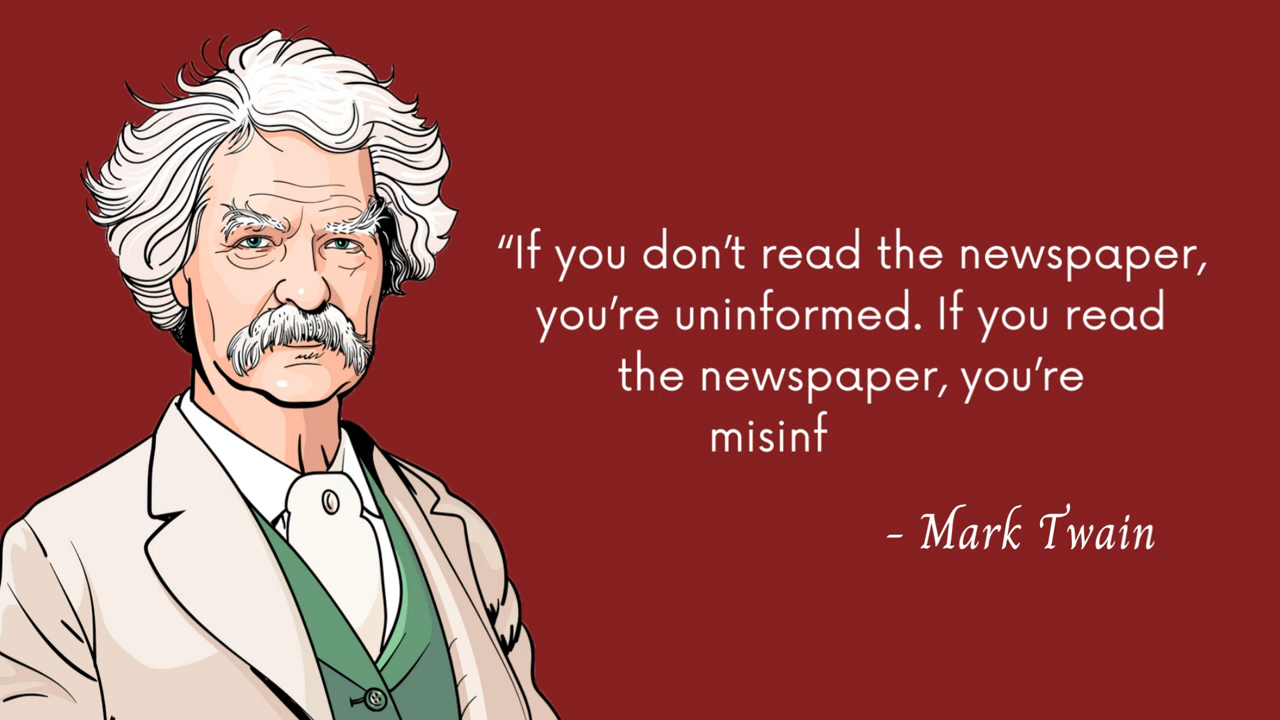 “If you don’t read the newspaper,
you’re uninformed. If you read
the newspaper, you’re
misinf
- Mark Twain